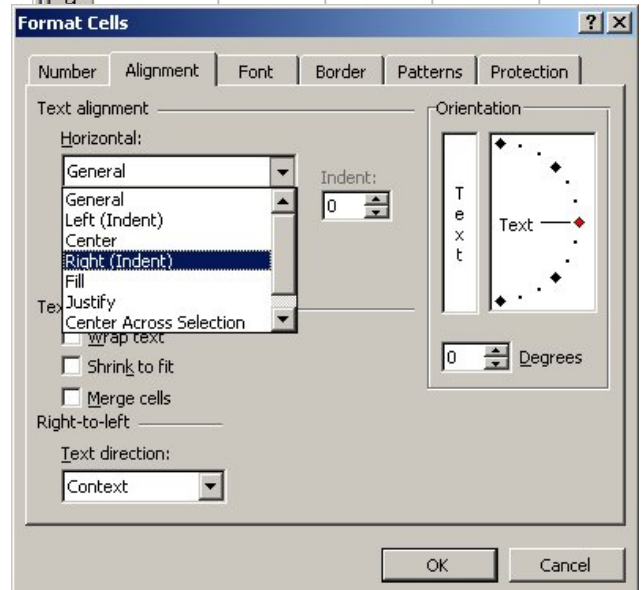 Format Cells
Number Alignment Font Border Patterns Protection
Text alignment
Horizontal:
General
General
Left (Indent)
Center
Right (Indent)
Fill
Justify
Center Across Selection
Indent:
0
Wrap text
Shrink to fit
Merge cells
Right-to-left
Text direction:
Context
Orientation
Text
Text
0 Degrees
OK Cancel